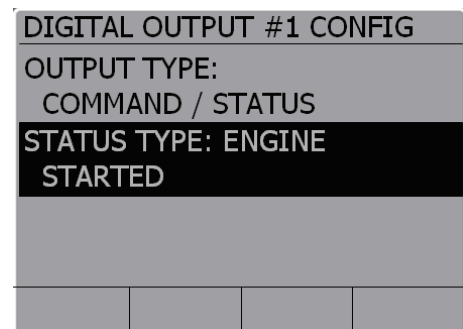 DIGITAL OUTPUT #1 CONFIG
OUTPUT TYPE:
COMMAND / STATUS
STATUS TYPE: ENGINE
STARTED